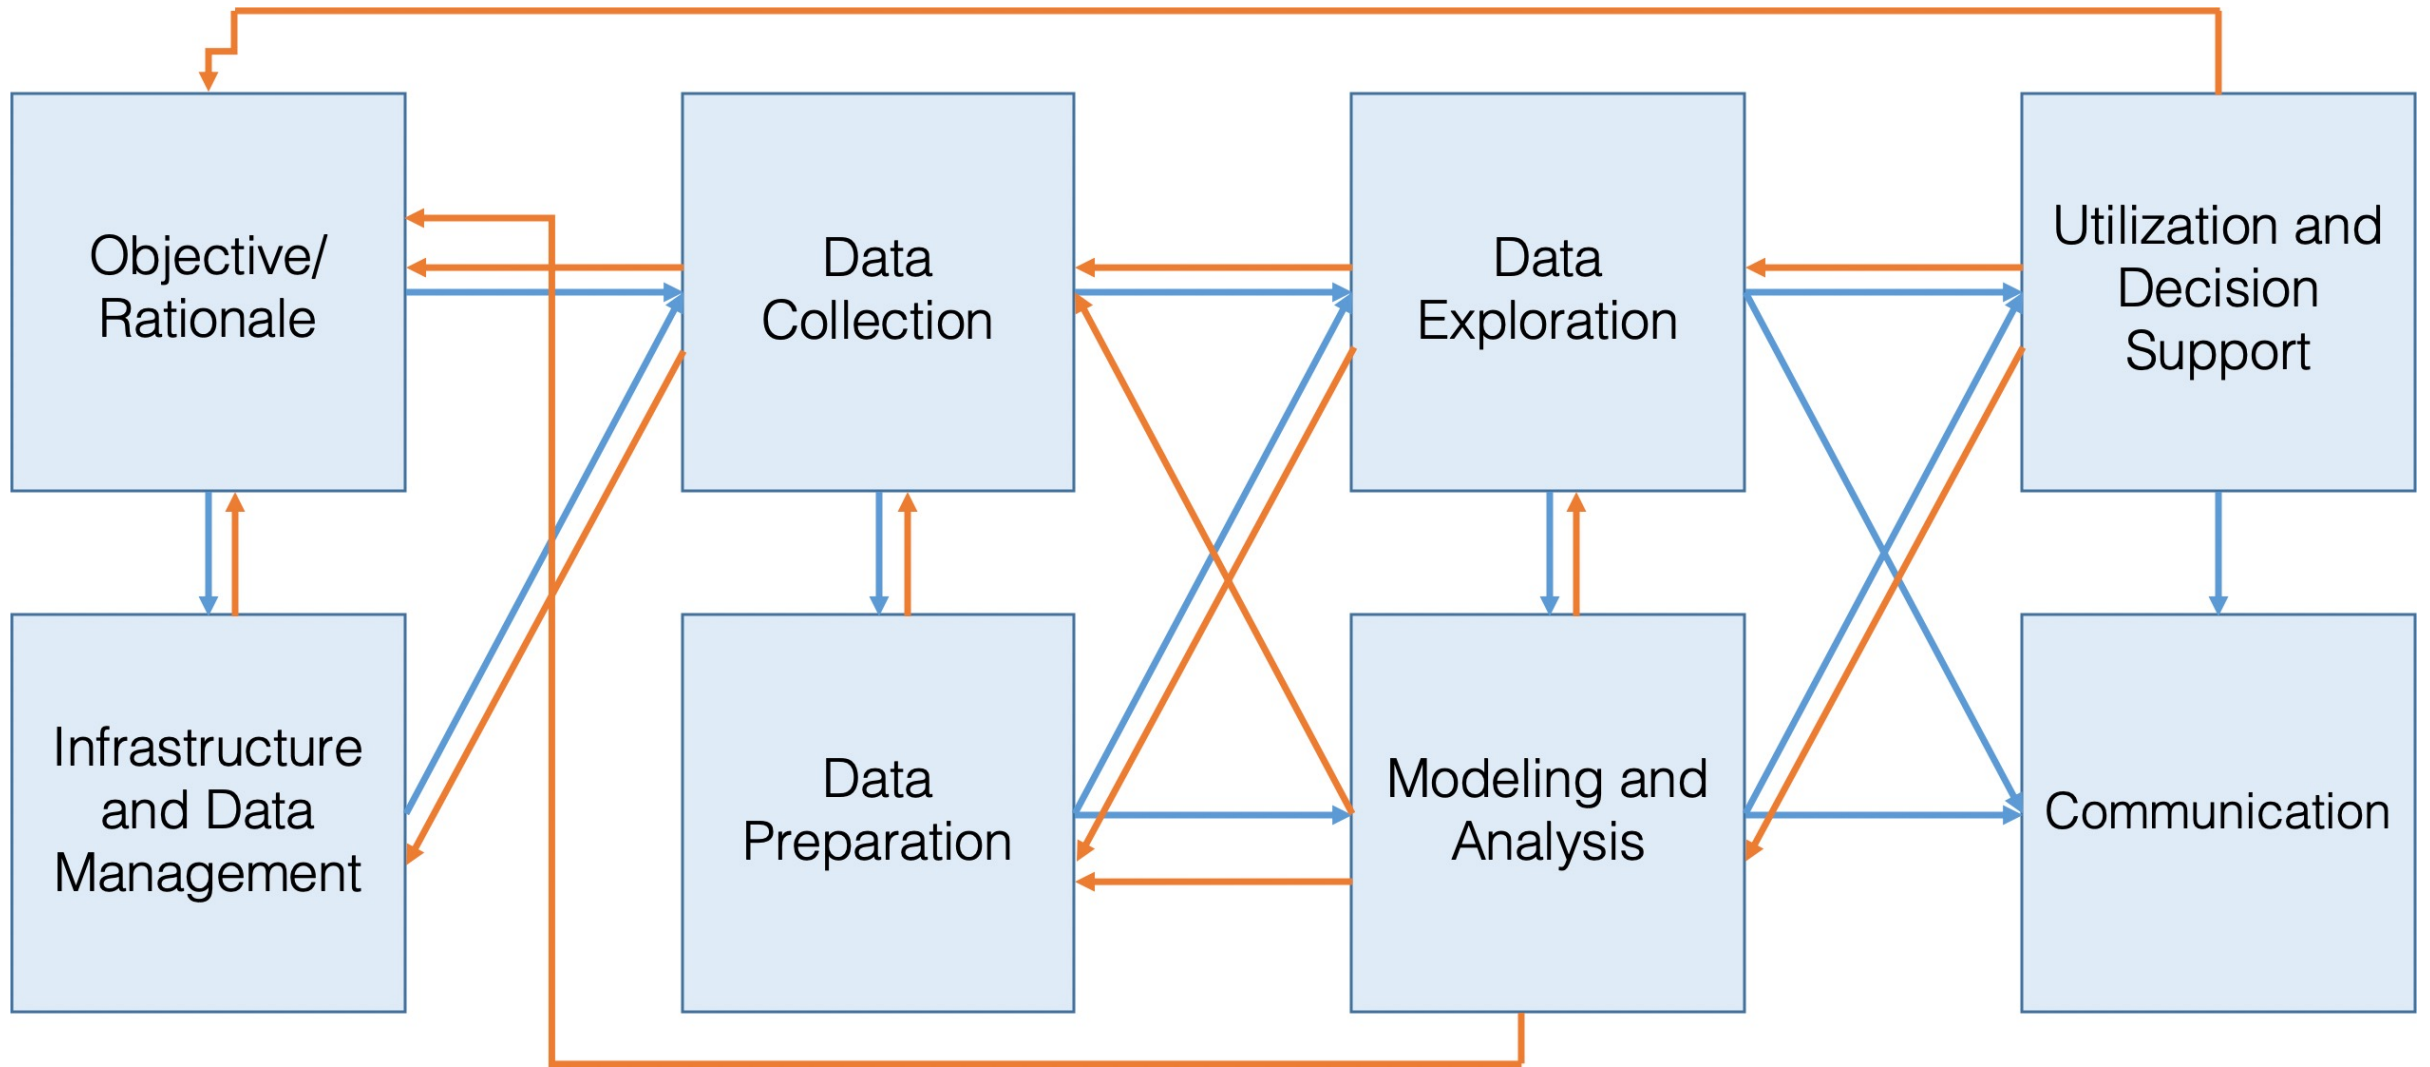 Objective/
Rationale
Data
Collection
Data
Exploration
Utilization and
Decision
Support
Infrastructure
and Data
Management
Data
Preparation
Modeling and
Analysis
Communication